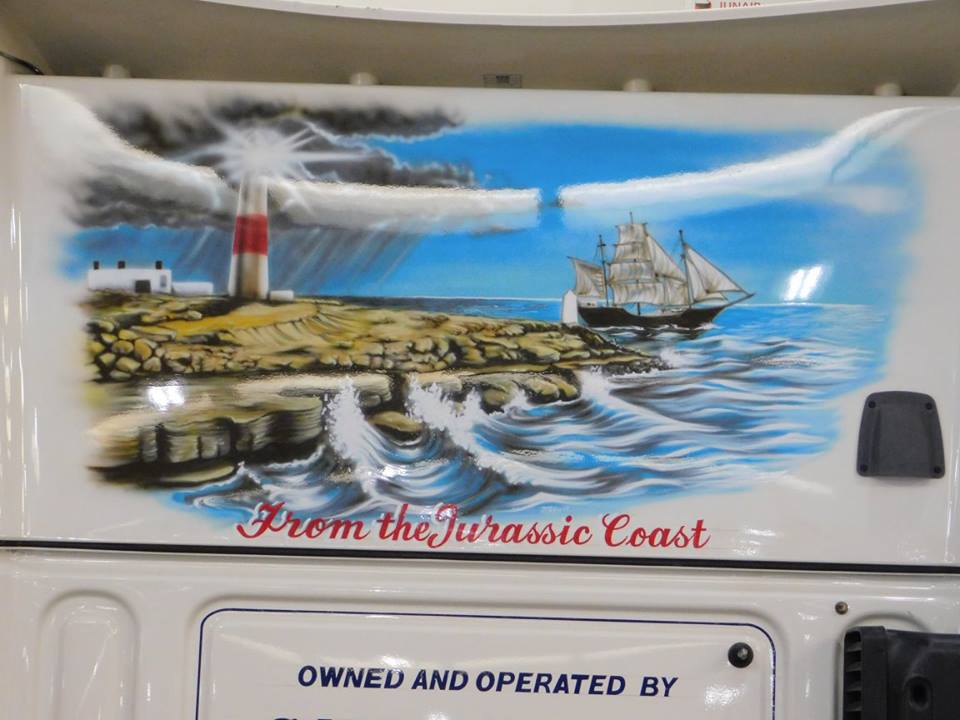 From the Jurassic Coast
OWNED AND OPERATED BY